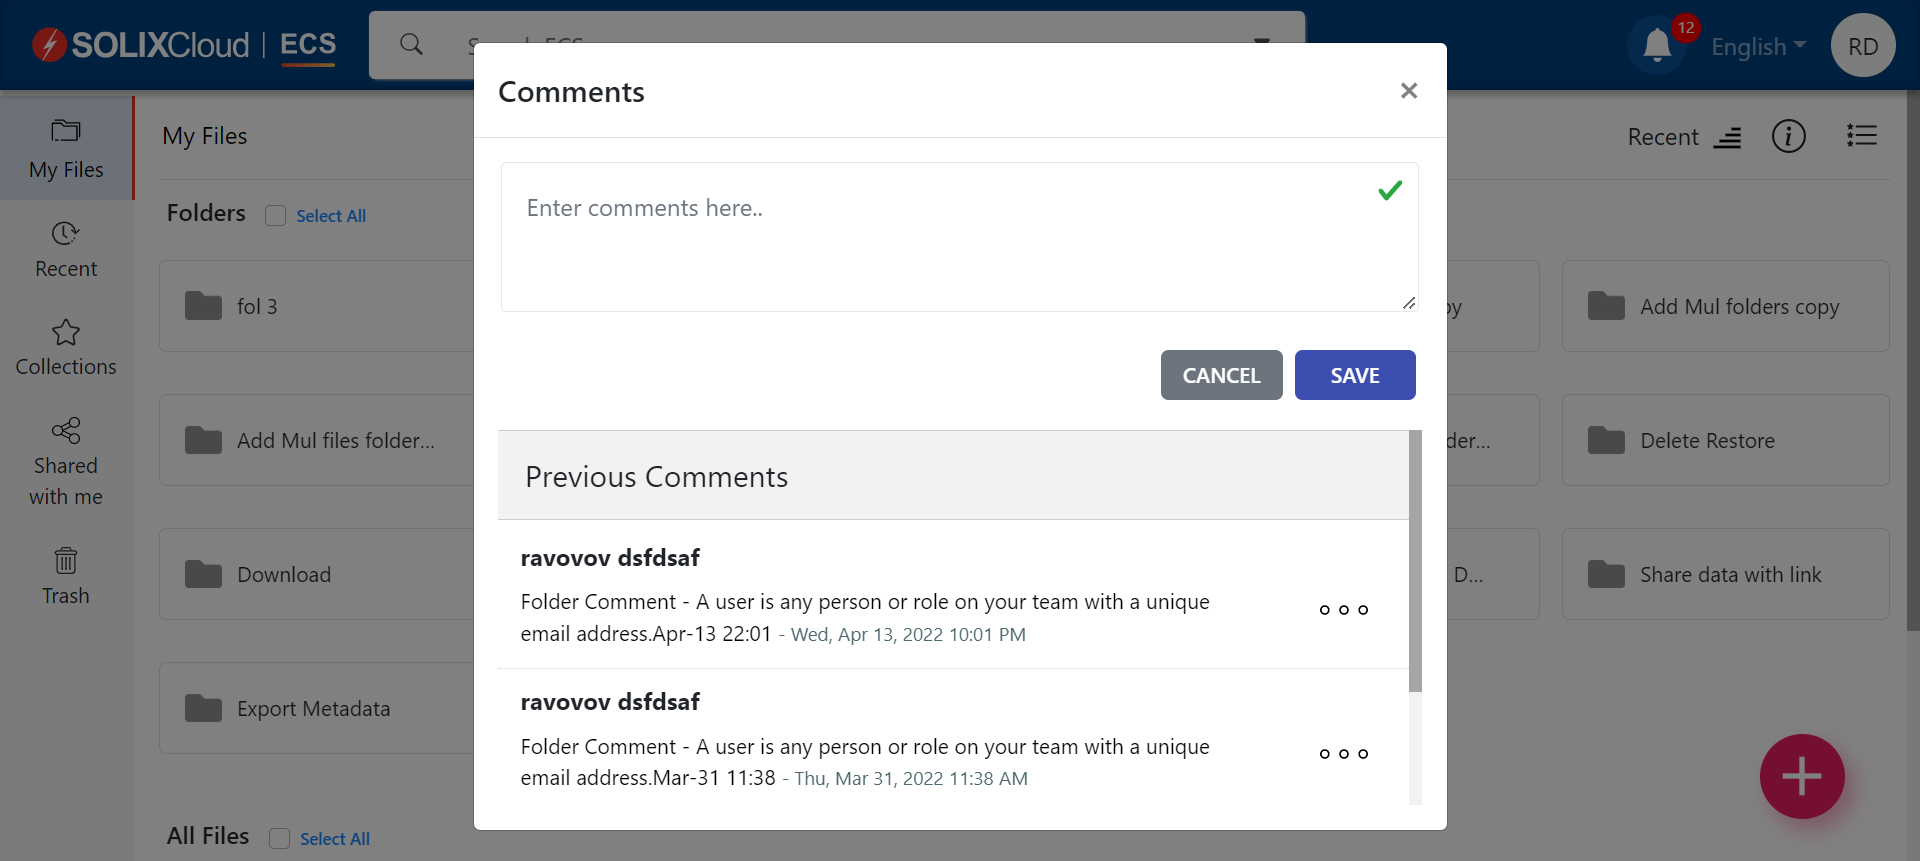 SOLIXCloud | ECS
12
English
RD
Comments
×
My Files
Recent
My Files
Enter comments here..
Folders
Select All
Recent
fol 3
Add Mul folders copy
Collections
CANCEL
SAVE
Add Mul files folder...
der...
Delete Restore
Shared
with me
Previous Comments
ravovov dsfdsaf
Folder Comment - A user is any person or role on your team with a unique
email address.Apr-13 22:01 - Wed, Apr 13, 2022 10:01 PM
Download
D...
Share data with link
Trash
ravovov dsfdsaf
Folder Comment - A user is any person or role on your team with a unique
email address.Mar-31 11:38 - Thu, Mar 31, 2022 11:38 AM
Export Metadata
All Files
Select All